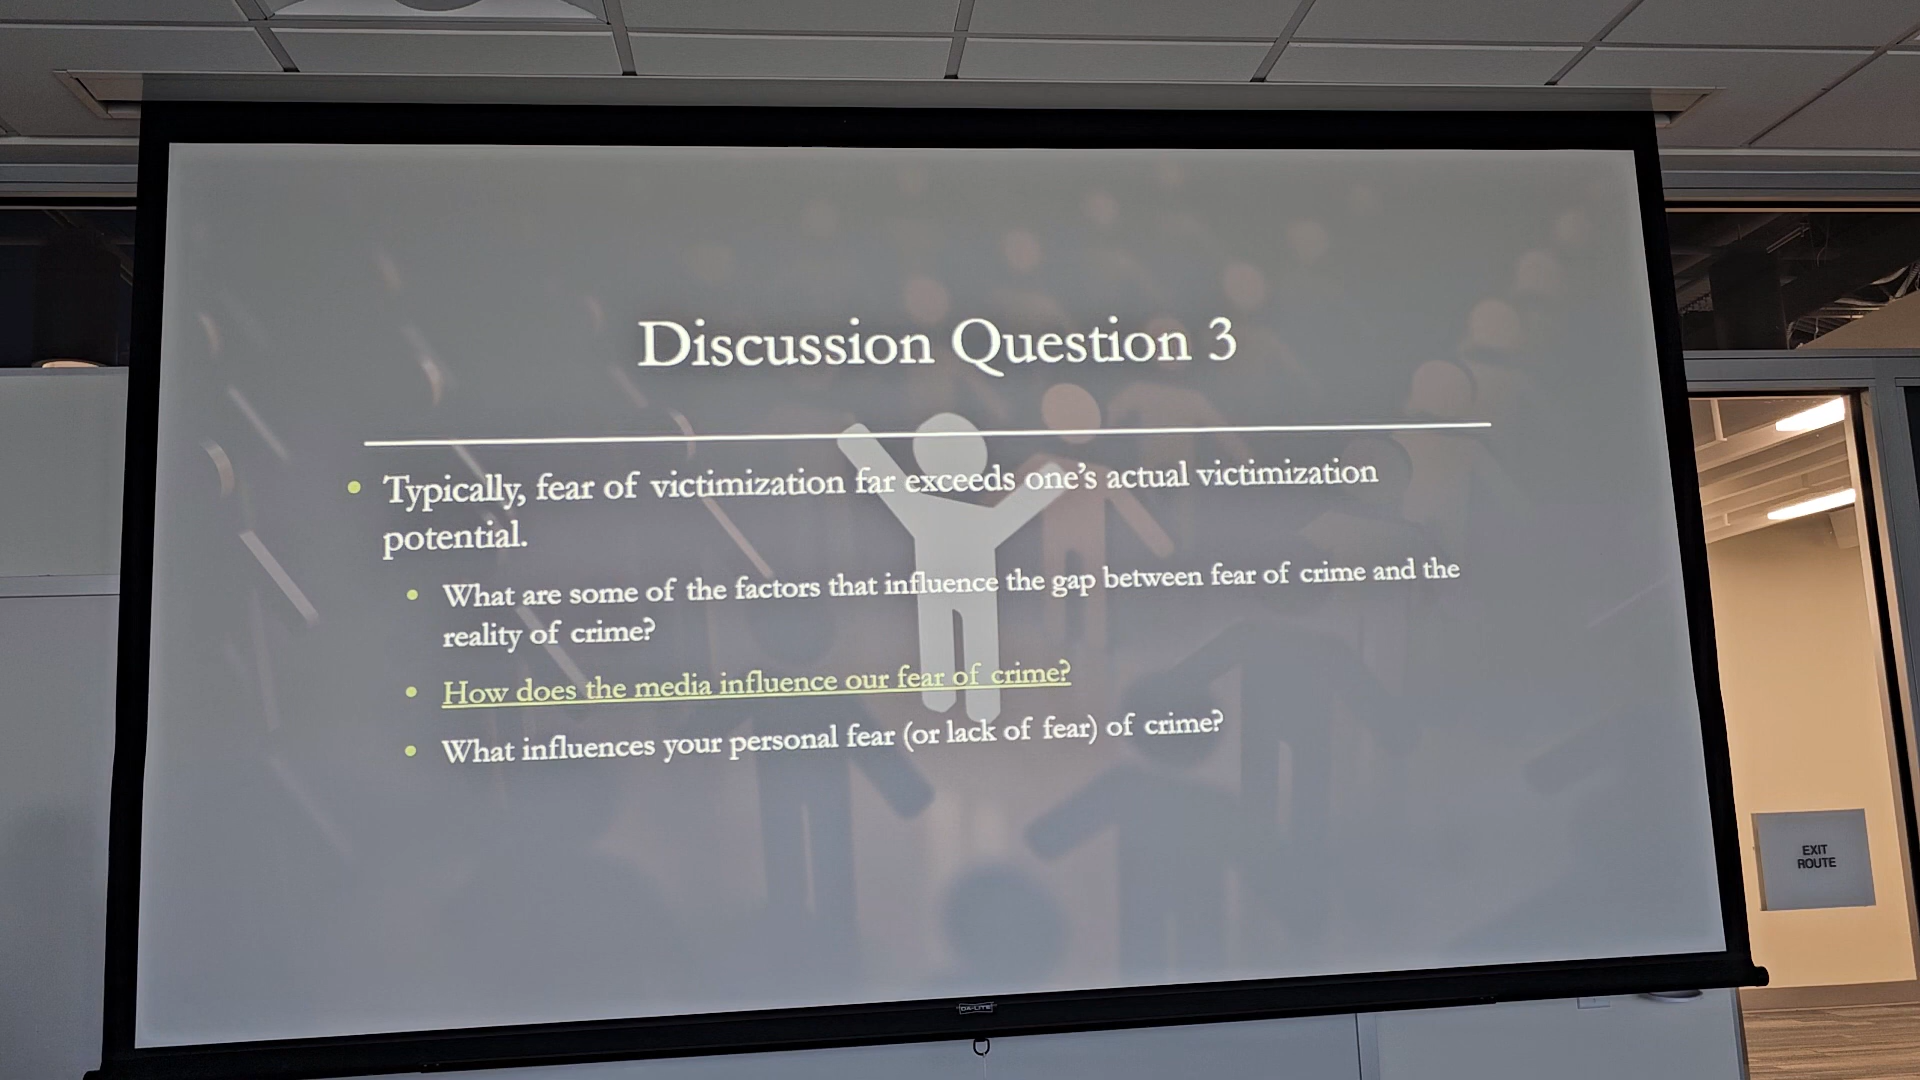 Discussion Question 3
• Typically, fear of victimization far exceeds one's actual victimization
potential.
• What are some of the factors that influence the gap between fear of crime and the
reality of crime?
• How does the media influence our fear of crime?
• What influences your personal fear (or lack of fear) of crime?
EXIT
ROUTE
DA-LITE